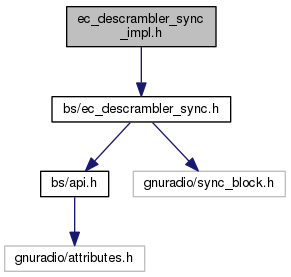 ec_descrambler_sync
_impl.h
bs/ec_descrambler_sync.h
bs/api.h
gnuradio/sync_block.h
gnuradio/attributes.h